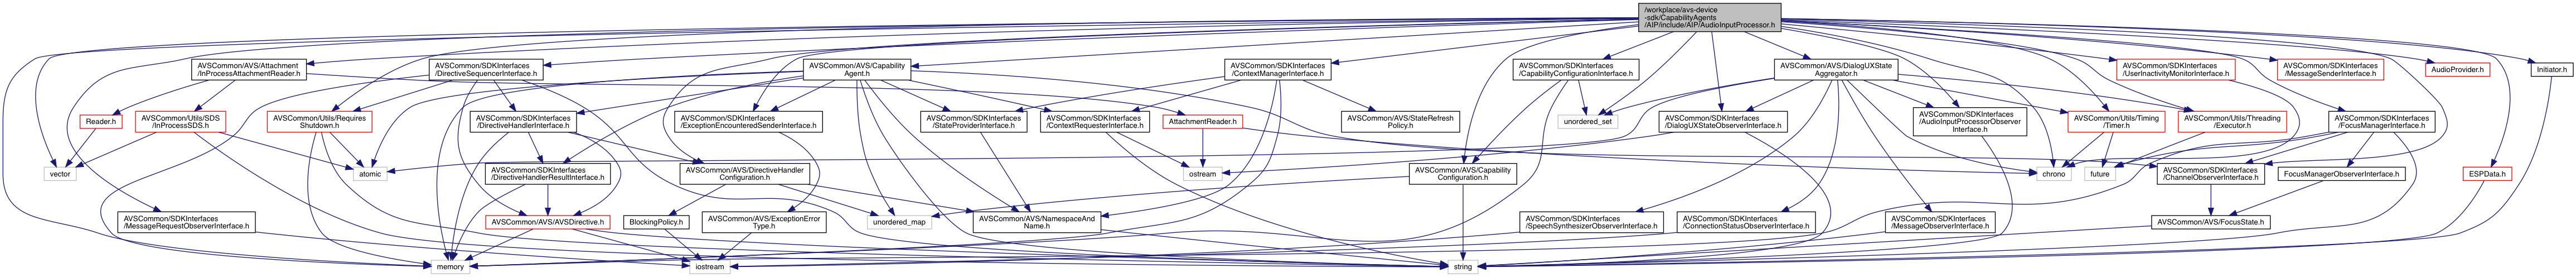 /workplace/avs-device
-sdk/CapabilityAgents
/AIP/include/AIP/AudioInputProcessor.h
AVSCommon/AVS/Attachment
/InProcessAttachmentReader.h
AVSCommon/SDKInterfaces
/DirectiveSequencerInterface.h
AVSCommon/AVS/Capability
Agent.h
AVSCommon/SDKInterfaces
/ContextManagerInterface.h
AVSCommon/SDKInterfaces
/CapabilityConfigurationInterface.h
AVSCommon/AVS/DialogUXState
Aggregator.h
AVSCommon/SDKInterfaces
/UserInactivityMonitorInterface.h
AVSCommon/SDKInterfaces
/MessageSenderInterface.h
AudioProvider.h
Initiator.h
Reader.h
AVSCommon/Utils/SDS
/InProcessSDS.h
AVSCommon/Utils/Requires
Shutdown.h
AVSCommon/SDKInterfaces
/DirectiveHandlerInterface.h
AVSCommon/SDKInterfaces
/ExceptionEncounteredSenderInterface.h
AVSCommon/SDKInterfaces
/StateProviderInterface.h
AVSCommon/SDKInterfaces
/ContextRequesterInterface.h
AttachmentReader.h
AVSCommon/AVS/StateRefresh
Policy.h
unordered_set
AVSCommon/SDKInterfaces
/DialogUXStateObserverInterface.h
AVSCommon/SDKInterfaces
/AudioInputProcessorObserver
Interface.h
AVSCommon/Utils/Timing
/Timer.h
AVSCommon/Utils/Threading
/Executor.h
AVSCommon/SDKInterfaces
/FocusManagerInterface.h
vector
atomic
AVSCommon/SDKInterfaces
/DirectiveHandlerResultInterface.h
AVSCommon/AVS/DirectiveHandler
Configuration.h
ostream
AVSCommon/AVS/Capability
Configuration.h
chrono
future
AVSCommon/SDKInterfaces
/ChannelObserverInterface.h
FocusManagerObserverInterface.h
ESPData.h
AVSCommon/SDKInterfaces
/MessageRequestObserverInterface.h
AVSCommon/AVS/AVSDirective.h
BlockingPolicy.h
AVSCommon/AVS/ExceptionError
Type.h
unordered_map
AVSCommon/AVS/NamespaceAnd
Name.h
AVSCommon/SDKInterfaces
/SpeechSynthesizerObserverInterface.h
AVSCommon/SDKInterfaces
/ConnectionStatusObserverInterface.h
AVSCommon/SDKInterfaces
/MessageObserverInterface.h
AVSCommon/AVS/FocusState.h
memory
iostream
string